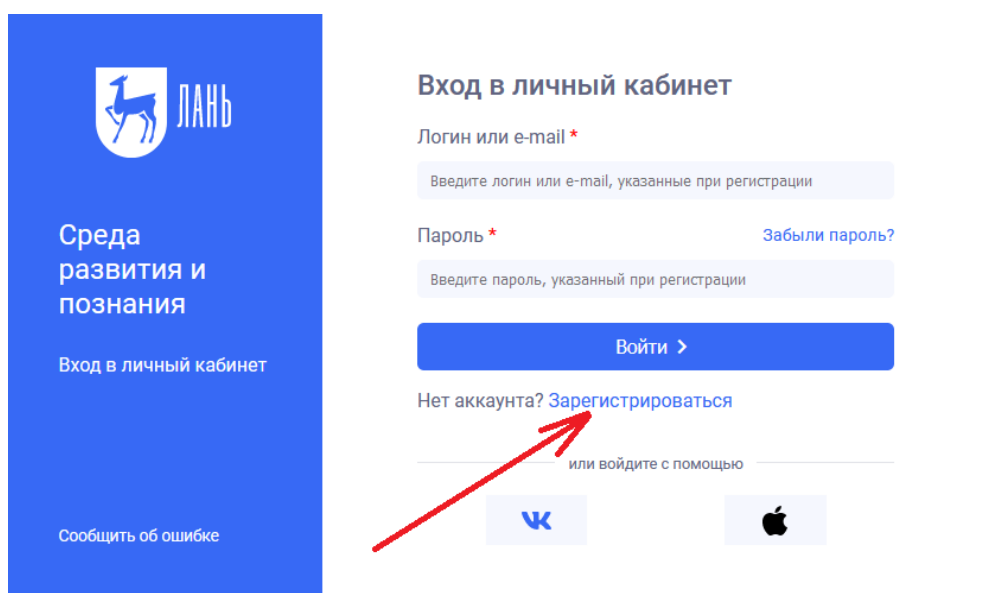 ЛАНЬ
Среда
развития и
познания
Вход в личный кабинет
Сообщить об ошибке
Вход в личный кабинет
Логин или e-mail *
Введите логин или e-mail, указанные при регистрации
Пароль *
Забыли пароль?
Введите пароль, указанный при регистрации
Войти
Нет аккаунта? Зарегистрироваться
или войдите с помощью